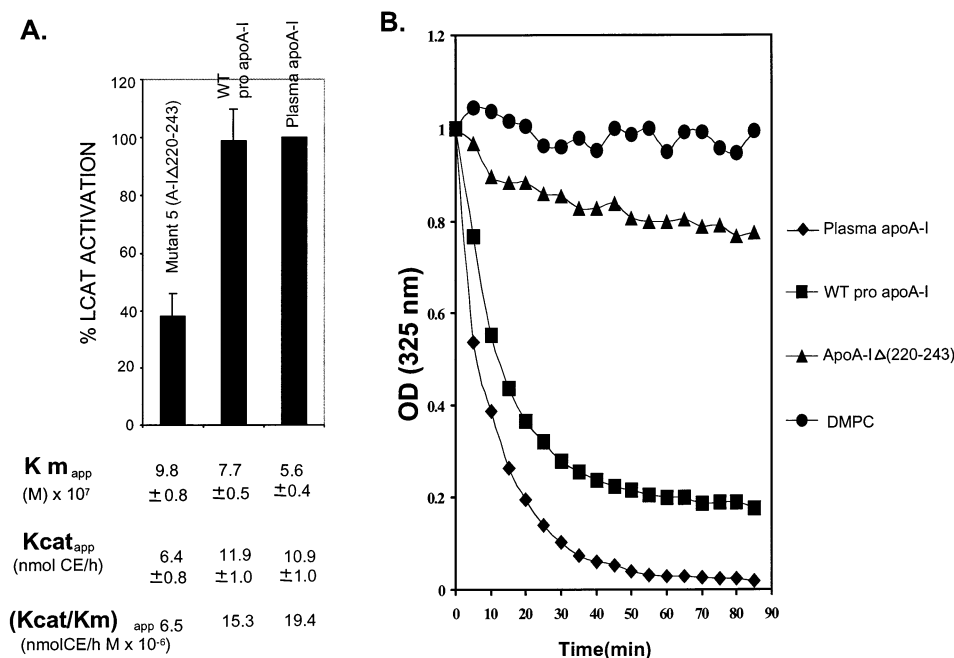 A.
% LCAT ACTIVATION
120
100
80
60
40
20
0
Mutant 5 (A-IΔ220-243)
WT
pro apoA-I
Plasma apoA-I
K m app
(M) x 10⁷
9.8 7.7 5.6
±0.8 ±0.5 ±0.4
Kcat app
(nmol CE/h)
6.4 11.9 10.9
±0.8 ±1.0 ±1.0
(Kcat/Km) app 6.5 15.3 19.4
(nmolCE/h M x 10⁻⁶)
B.
OD (325 nm)
1.2
1
0.8
0.6
0.4
0.2
0
0 10 20 30 40 50 60 70 80 90
Time(min)
Plasma apoA-I
WT pro apoA-I
ApoA-IΔ(220-243)
DMPC